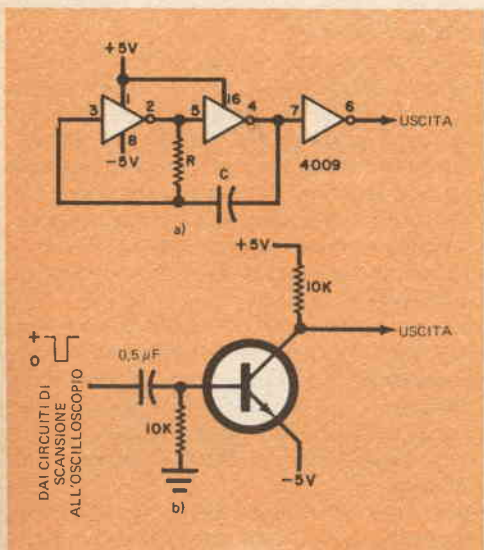 +5V
3
1
2
5
16
4
7
6
USCITA
8
-5V
R
4009
C
a)
+5V
10K
USCITA
+
0
0,5 µF
DAI CIRCUITI DI
SCANSIONE
ALL'OSCILLOSCOPIO
10K
-5V
b)